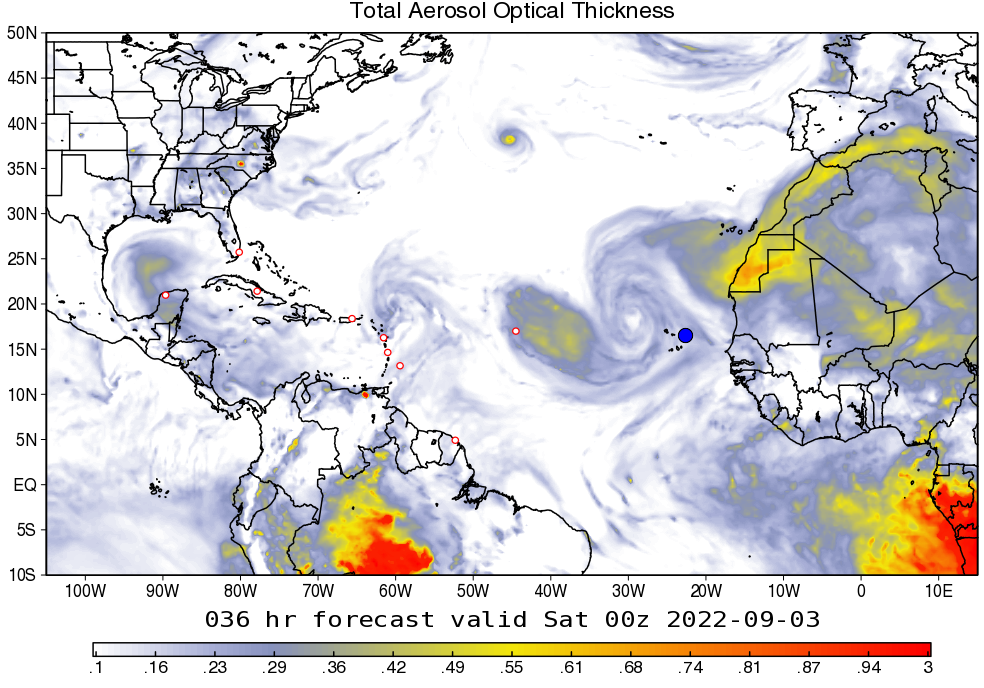 Total Aerosol Optical Thickness
50N
45N
40N
35N
30N
25N
20N
15N
10N
5N
EQ
5S
10S
100W 90W 80W 70W 60W 50W 40W 30W 20W 10W 0 10E
036 hr forecast valid Sat 00z 2022-09-03
.1 .16 .23 .29 .36 .42 .49 .55 .61 .68 .74 .81 .87 .94 3